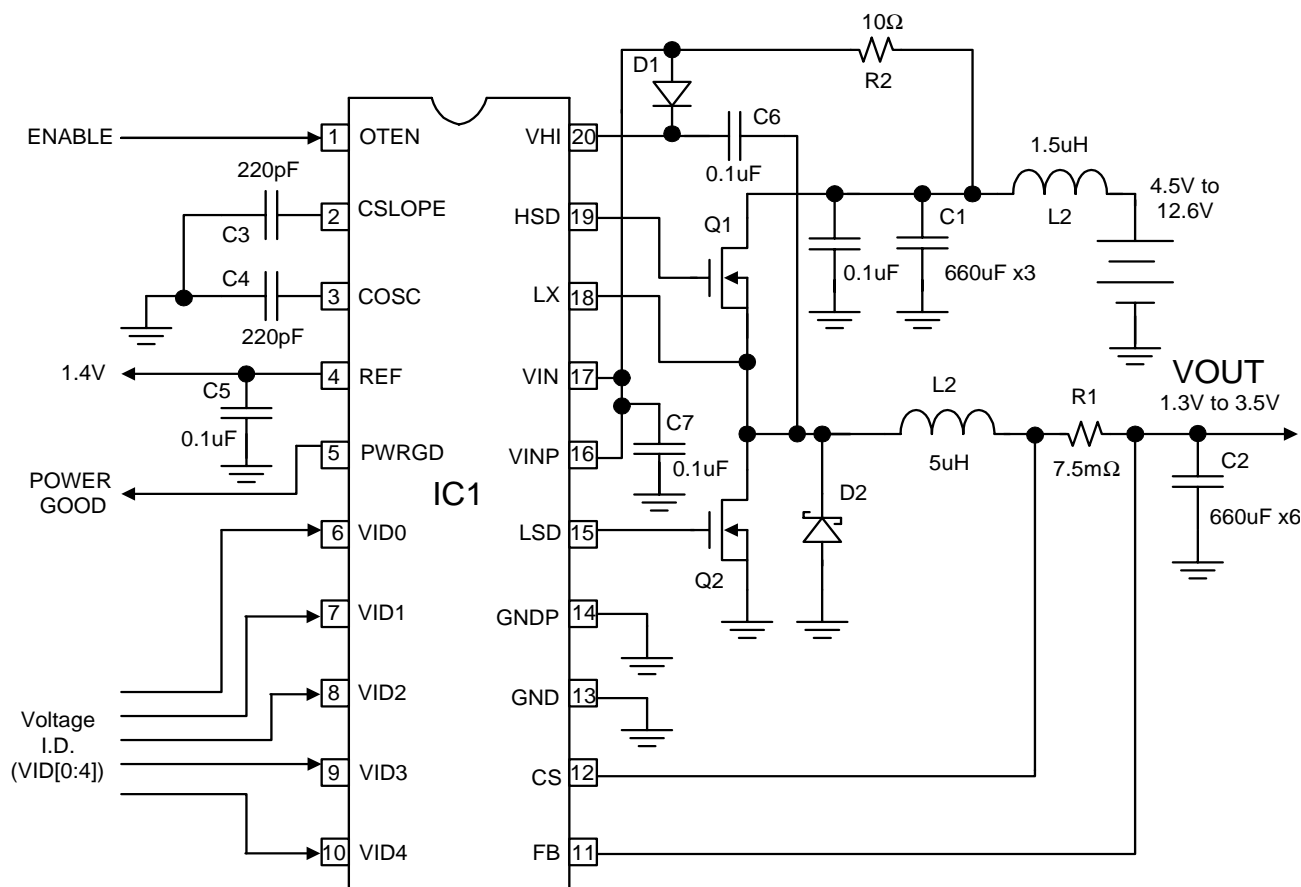 10Ω
D1
R2
ENABLE
1
OTEN
VHI
20
C6
0.1uF
1.5uH
L2
4.5V to
12.6V
220pF
2
CSLOPE
C3
HSD
19
Q1
0.1uF
C1
660uF x3
C4
3
COSC
220pF
LX
18
1.4V
4
REF
C5
0.1uF
VIN
17
L2
5uH
R1
7.5mΩ
VOUT
1.3V to 3.5V
5
PWRGD
POWER
GOOD
IC1
VINP
16
C7
0.1uF
D2
C2
660uF x6
6
VID0
LSD
15
Q2
7
VID1
GNDP
14
8
VID2
GND
13
Voltage
I.D.
(VID[0:4])
9
VID3
CS
12
10
VID4
FB
11